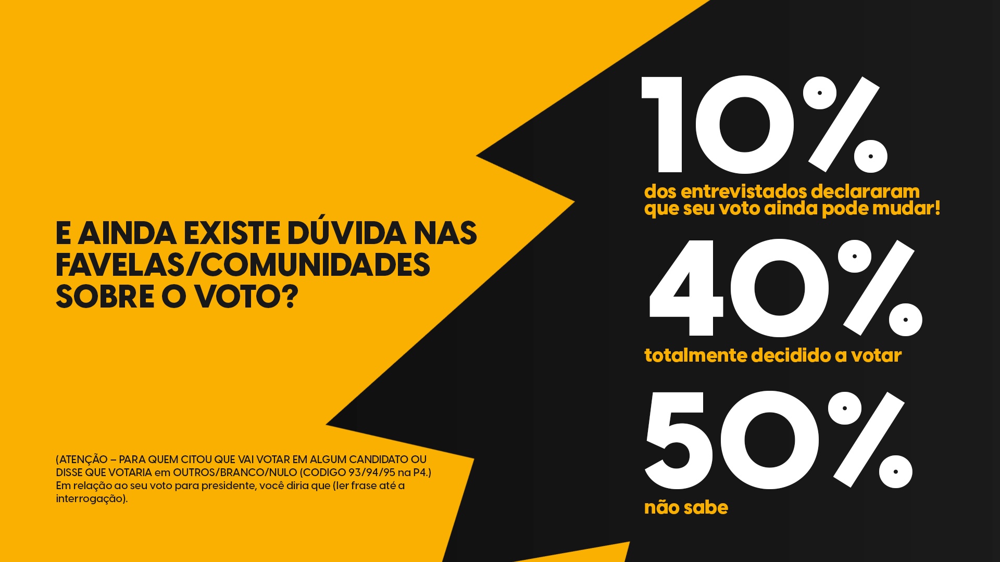 E AINDA EXISTE DÚVIDA NAS
FAVELAS/COMUNIDADES
SOBRE O VOTO?
(ATENÇÃO – PARA QUEM CITOU QUE VAI VOTAR EM ALGUM CANDIDATO OU
DISSE QUE VOTARIA em OUTROS/BRANCO/NULO (CODIGO 93/94/95 na P4.)
Em relação ao seu voto para presidente, você diria que (ler frase até a
interrogação).
10%
dos entrevistados declararam
que seu voto ainda pode mudar!
40%
totalmente decidido a votar
50%
não sabe